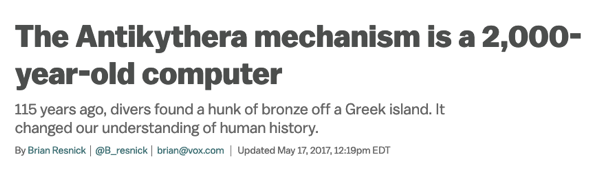 The Antikythera mechanism is a 2,000-
year-old computer
115 years ago, divers found a hunk of bronze off a Greek island. It
changed our understanding of human history.
By Brian Resnick | @B_resnick | brian@vox.com | Updated May 17, 2017, 12:19pm EDT